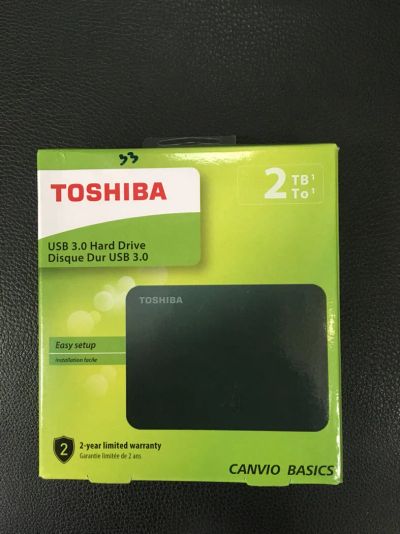 33
TOSHIBA
2 TB¹
To¹
USB 3.0 Hard Drive
Disque Dur USB 3.0
TOSHIBA
Easy setup
Installation facile
2
2-year limited warranty
Garantie limitée de 2 ans
CANVIO BASICS